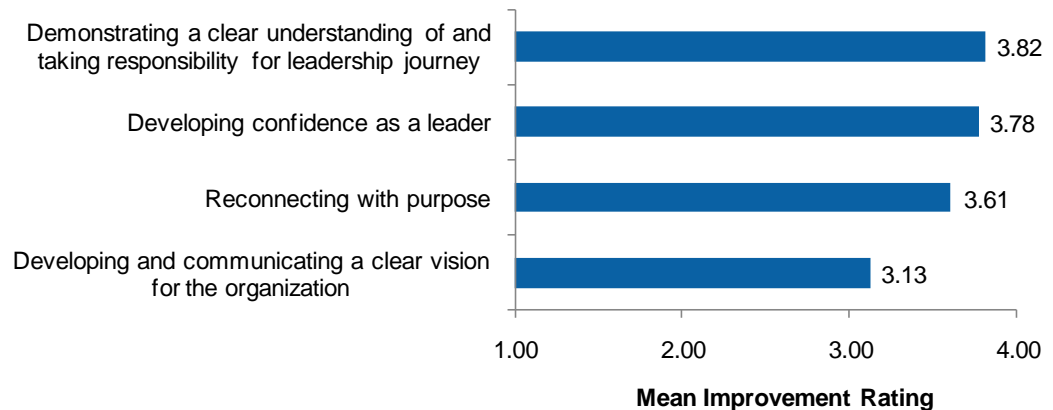 Demonstrating a clear understanding of and
taking responsibility for leadership journey
3.82
Developing confidence as a leader
3.78
Reconnecting with purpose
3.61
Developing and communicating a clear vision
for the organization
3.13
1.00 2.00 3.00 4.00
Mean Improvement Rating